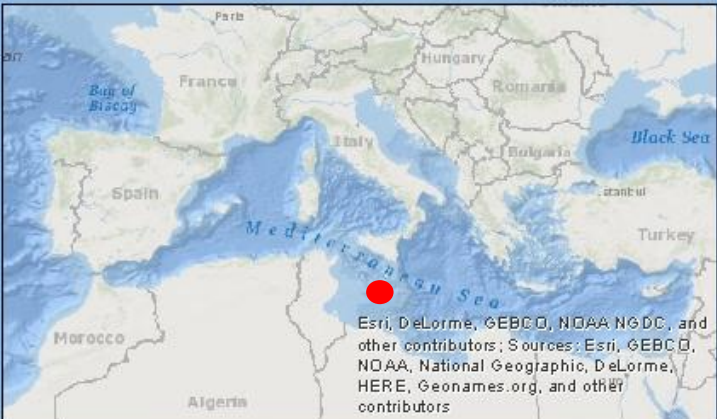 Paris
Hungary
France
Romania
Bay of
Biscay
Italy
Black Sea
Bulgaria
Spain
stanbul
Mediterranean Sea
Turkey
Morocco
Algeria
Esri, DeLorme, GEBCO, NOAA NGDC, and
other contributors; Sources: Esri, GEBCO,
NOAA, National Geographic, DeLorme,
HERE, Geonames.org, and other
contributors